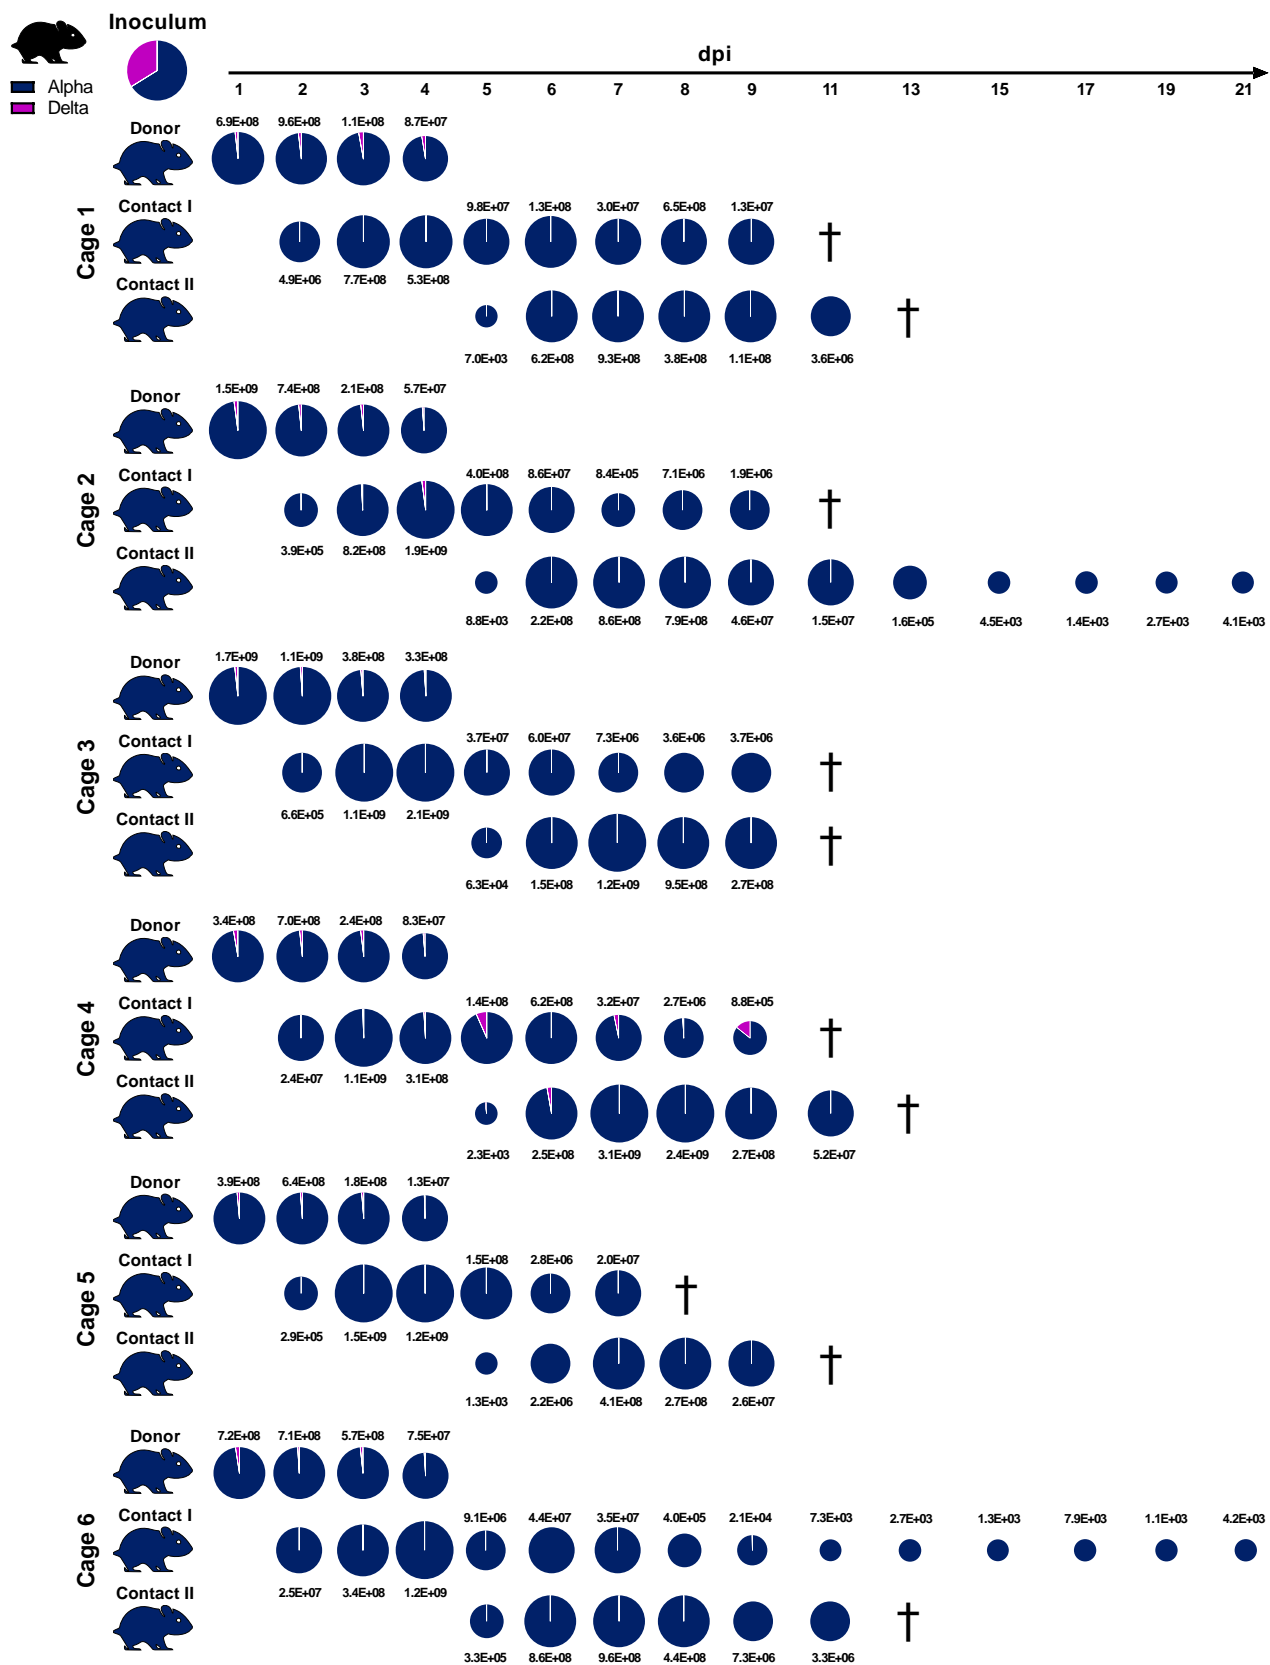 Inoculum
Alpha
Delta
dpi
1 2 3 4 5 6 7 8 9 11 13 15 17 19 21
Cage 1
Donor
6.9E+08 9.6E+08 1.1E+08 8.7E+07
Contact I
9.8E+07 1.3E+08 3.0E+07 6.5E+08 1.3E+07
4.9E+06 7.7E+08 5.3E+08
Contact II
7.0E+03 6.2E+08 9.3E+08 3.8E+08 1.1E+08 3.6E+06
Cage 2
Donor
1.5E+09 7.4E+08 2.1E+08 5.7E+07
Contact I
4.0E+08 8.6E+07 8.4E+05 7.1E+06 1.9E+06
3.9E+05 8.2E+08 1.9E+09
Contact II
8.8E+03 2.2E+08 8.6E+08 7.9E+08 4.6E+07 1.5E+07 1.6E+05 4.5E+03 1.4E+03 2.7E+03 4.1E+03
Cage 3
Donor
1.7E+09 1.1E+09 3.8E+08 3.3E+08
Contact I
3.7E+07 6.0E+07 7.3E+06 3.6E+06 3.7E+06
6.6E+05 1.1E+09 2.1E+09
Contact II
6.3E+04 1.5E+08 1.2E+09 9.5E+08 2.7E+08
Cage 4
Donor
3.4E+08 7.0E+08 2.4E+08 8.3E+07
Contact I
1.4E+08 6.2E+08 3.2E+07 2.7E+06 8.8E+05
2.4E+07 1.1E+09 3.1E+08
Contact II
2.3E+03 2.5E+08 3.1E+09 2.4E+09 2.7E+08 5.2E+07
Cage 5
Donor
3.9E+08 6.4E+08 1.8E+08 1.3E+07
Contact I
1.5E+08 2.8E+06 2.0E+07
2.9E+05 1.5E+09 1.2E+09
Contact II
1.3E+03 2.2E+06 4.1E+08 2.7E+08 2.6E+07
Cage 6
Donor
7.2E+08 7.1E+08 5.7E+08 7.5E+07
Contact I
9.1E+06 4.4E+07 3.5E+07 4.0E+05 2.1E+04 7.3E+03 2.7E+03 1.3E+03 7.9E+03 1.1E+03 4.2E+03
2.5E+07 3.4E+08 1.2E+09
Contact II
3.3E+05 8.6E+08 9.6E+08 4.4E+08 7.3E+06 3.3E+06